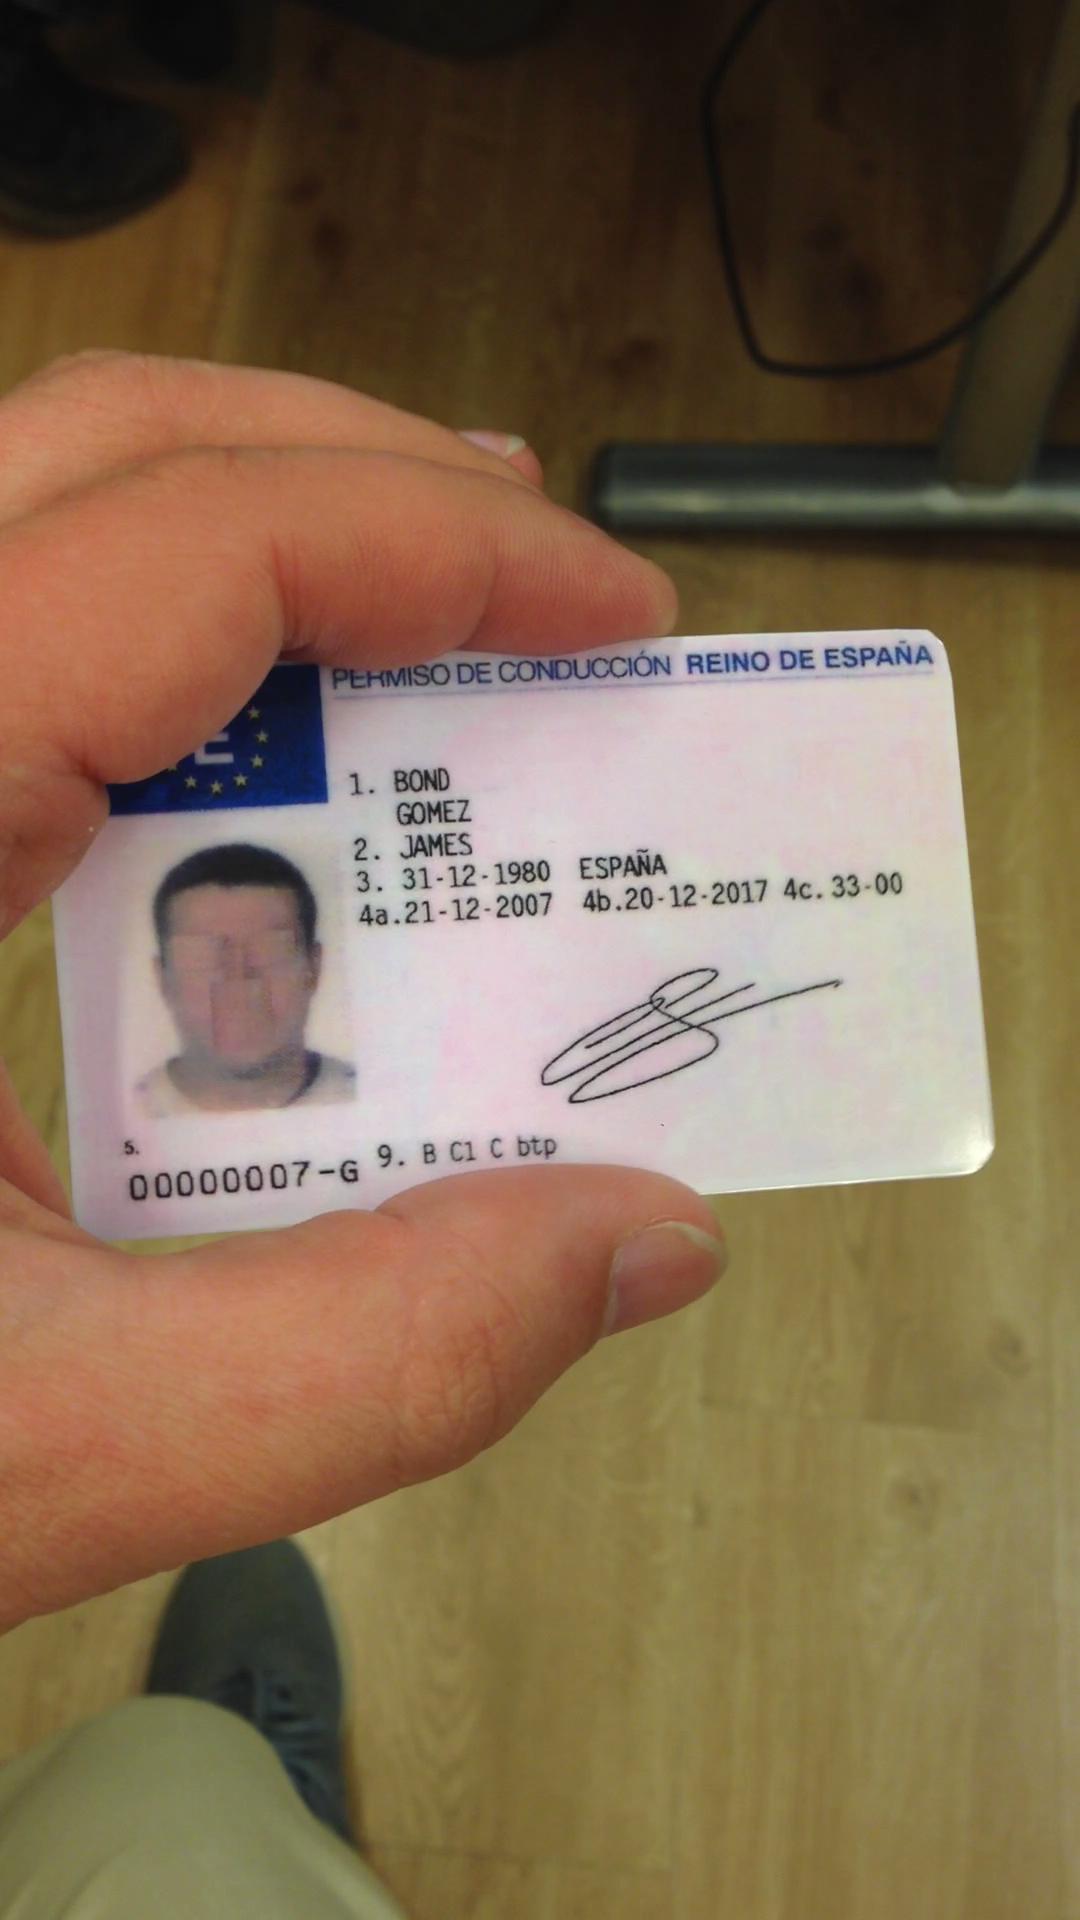 PERMISO DE CONDUCCIÓN REINO DE ESPAÑA
E
1. BOND
GOMEZ
2. JAMES
3. 31-12-1980 ESPAÑA
4a.21-12-2007 4b.20-12-2017 4c.33-00
5.
00000007-G 9. B C1 C btp